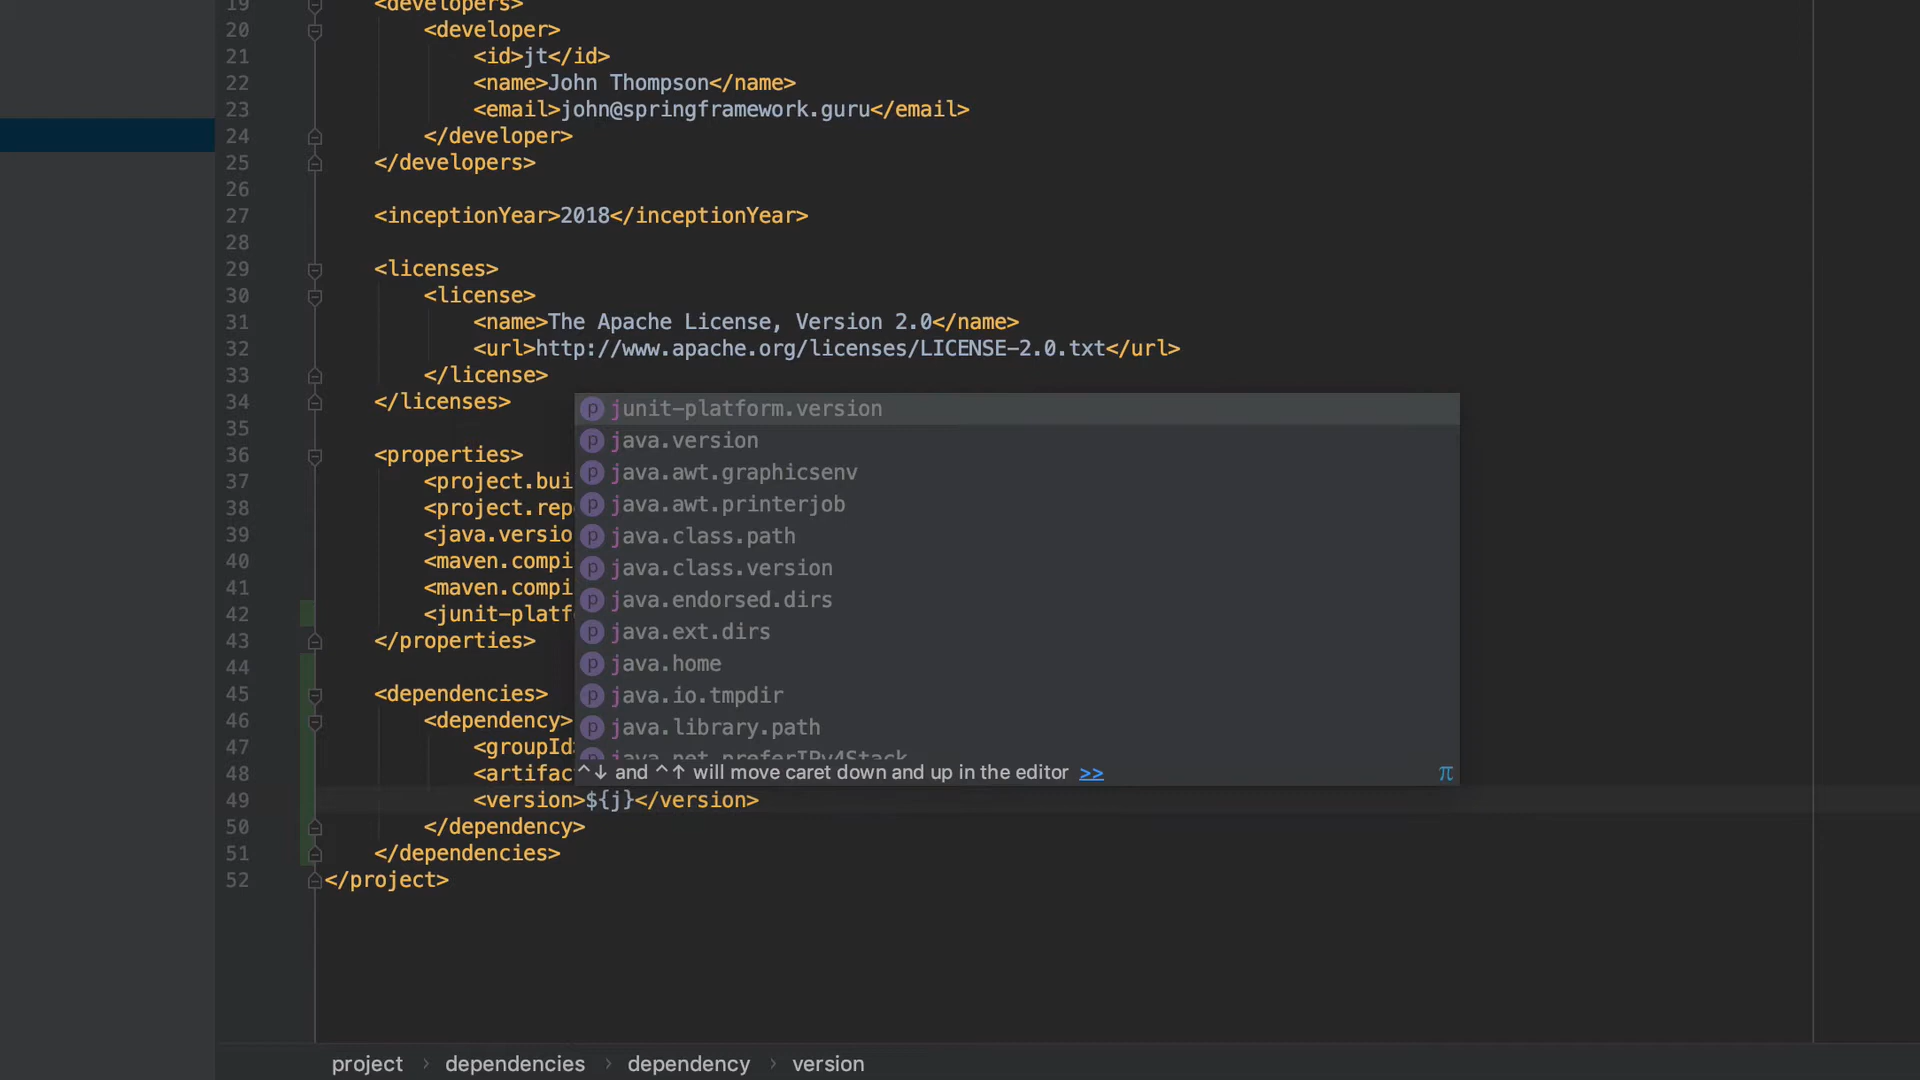 19 <developers>
20 <developer>
21 <id>jt</id>
22 <name>John Thompson</name>
23 <email>john@springframework.guru</email>
24 </developer>
25 </developers>
26
27 <inceptionYear>2018</inceptionYear>
28
29 <licenses>
30 <license>
31 <name>The Apache License, Version 2.0</name>
32 <url>http://www.apache.org/licenses/LICENSE-2.0.txt</url>
33 </license>
34 </licenses>
35
36 <properties>
37 <project.bui
38 <project.rep
39 <java.versio
40 <maven.compi
41 <maven.compi
42 <junit-platf
43 </properties>
44
45 <dependencies>
46 <dependency>
47 <groupId
48 <artifac
49 <version>${j}</version>
50 </dependency>
51 </dependencies>
52 </project>
p junit-platform.version
p java.version
p java.awt.graphicsenv
p java.awt.printerjob
p java.class.path
p java.class.version
p java.endorsed.dirs
p java.ext.dirs
p java.home
p java.io.tmpdir
p java.library.path
p java.net.preferIPv4Stack
^↓ and ^↑ will move caret down and up in the editor >> π
project › dependencies › dependency › version